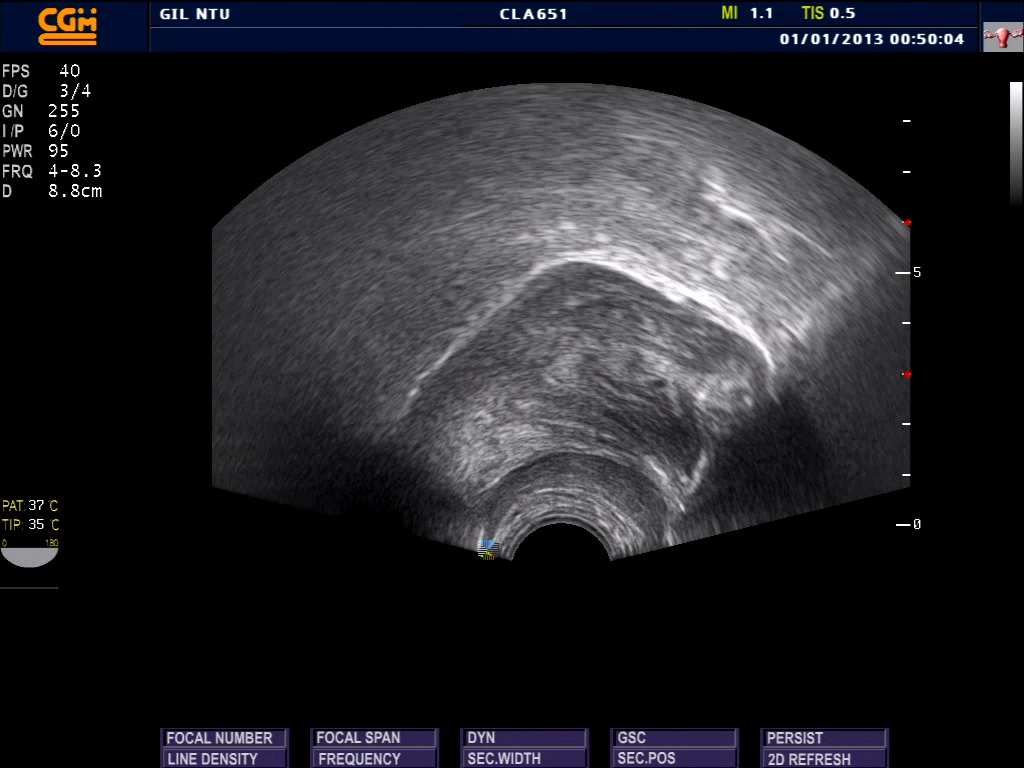 CGM
GIL NTU CLA651 MI 1.1 TIS 0.5
01/01/2013 00:50:04
FPS 40
D/G 3/4
GN 255
I/P 6/0
PWR 95
FRQ 4-8.3
D 8.8cm
5
PAT: 37 °C
TIP: 35 °C
0 180
0
FOCAL NUMBER FOCAL SPAN DYN GSC PERSIST
LINE DENSITY FREQUENCY SEC.WIDTH SEC.POS 2D REFRESH